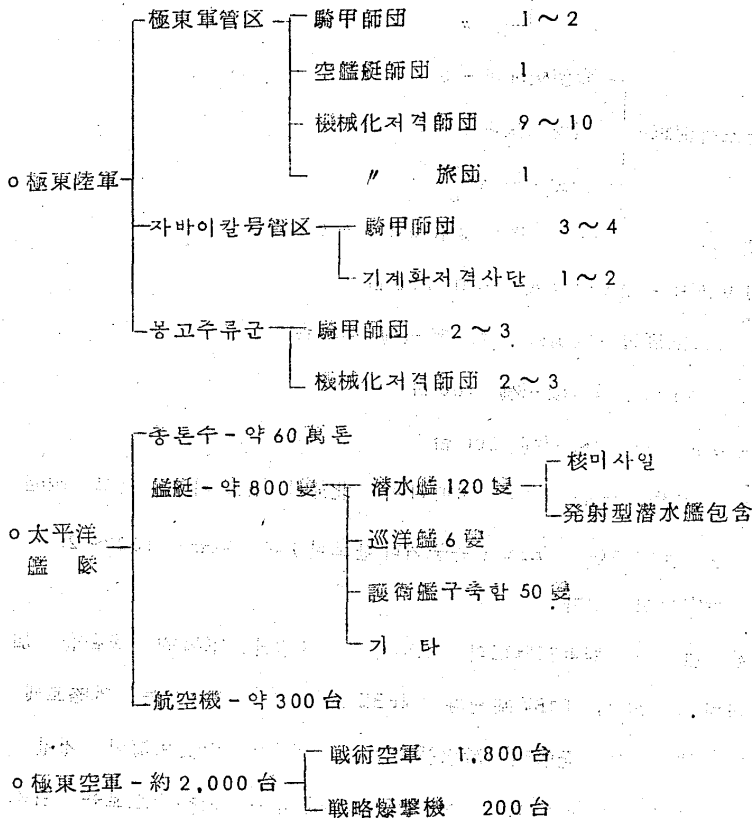 極東軍管区 騎甲師団 〃 1～2
空艦艇師団 1
機械化저격師団 9～10
〃 旅団 1
o 極東陸軍
자바이칼号管区 騎甲師団 3～4
기계화저격사단 1～2
몽고주류군 騎甲師団 2～3
機械化저격師団 2～3
총톤수 - 약 60 萬톤
艦艇 - 약 800 雙 潜水艦 120 雙 核미사일
発射型潜水艦包含
o 太平洋
艦隊
巡洋艦 6 雙
護衛艦구축함 50 雙
기 타
航空機 - 약 300 台
o 極東空軍 - 約 2,000 台 戦術空軍 1,800 台
戦略爆撃機 200 台